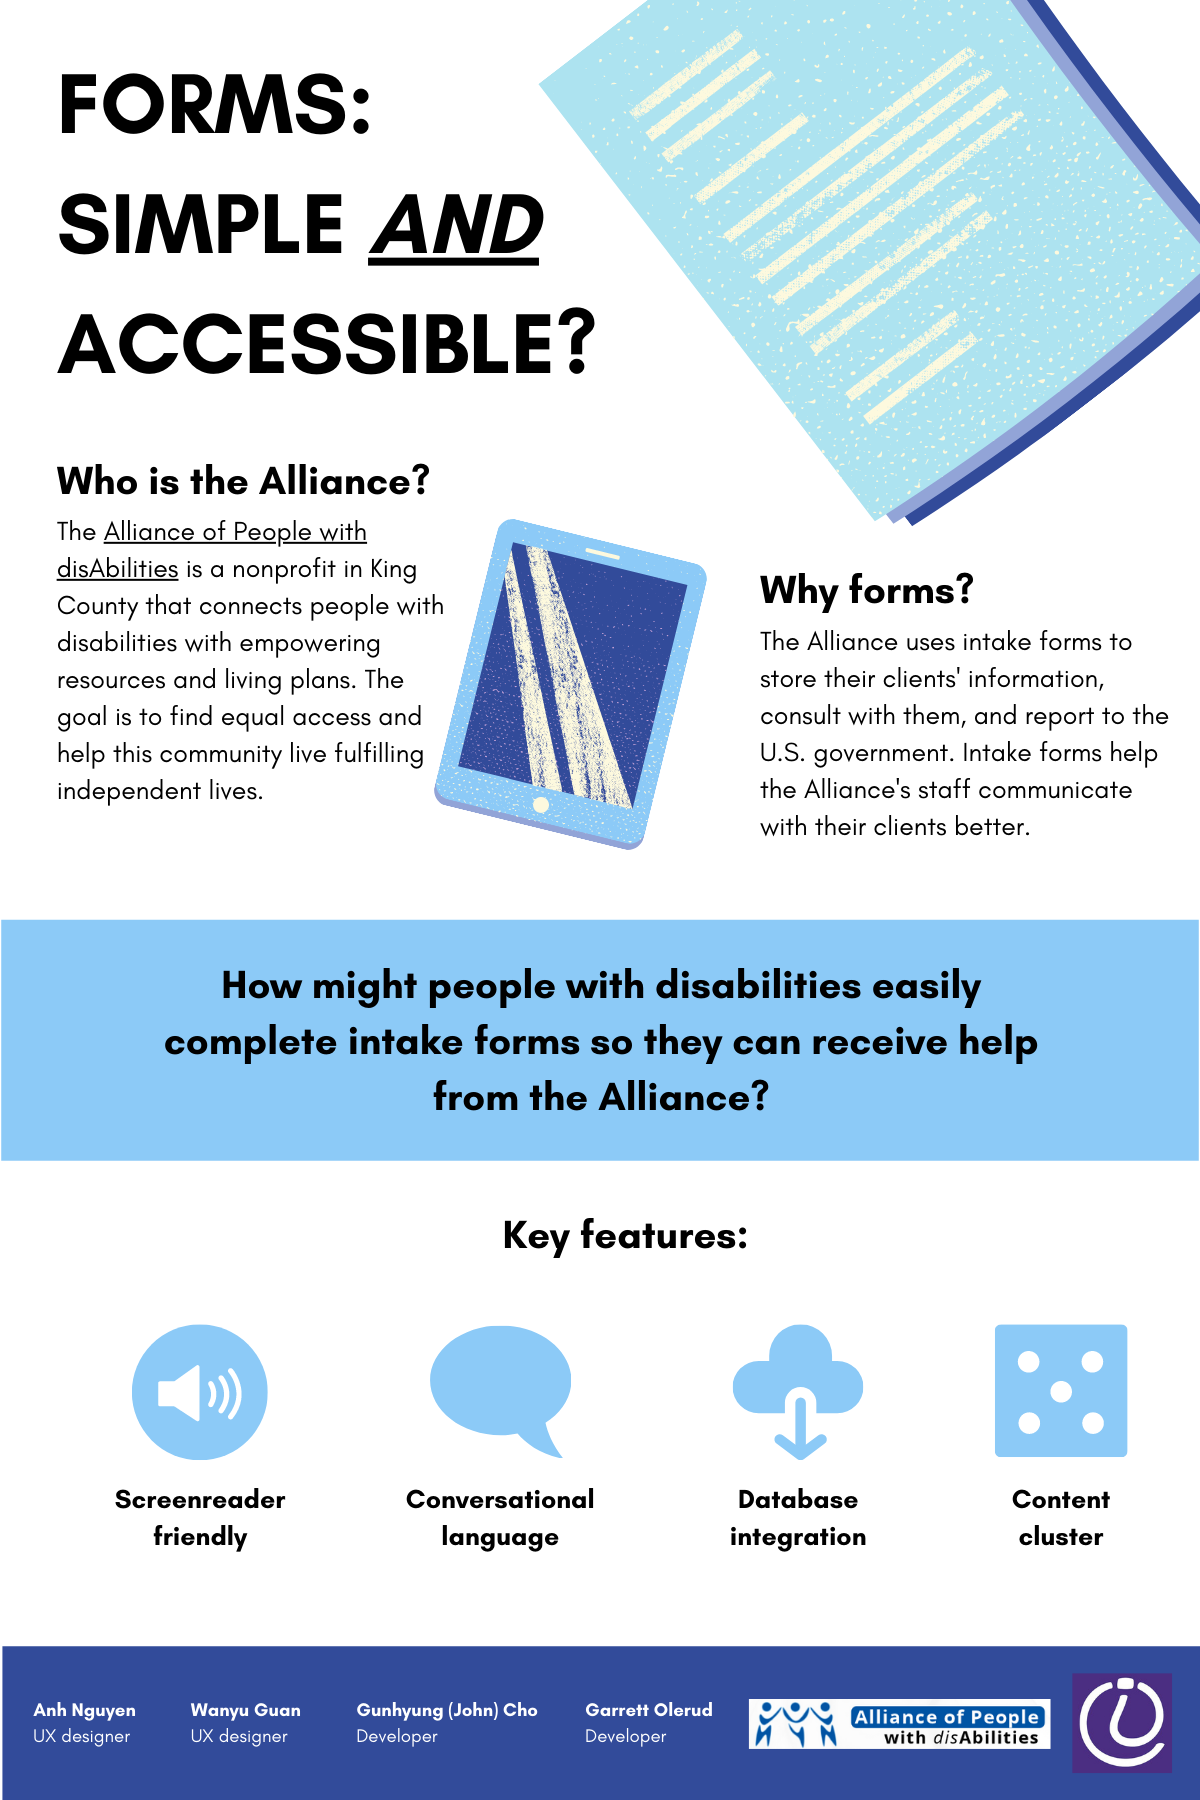 FORMS:
SIMPLE AND
ACCESSIBLE?
Who is the Alliance?
The Alliance of People with
disAbilities is a nonprofit in King
County that connects people with
disabilities with empowering
resources and living plans. The
goal is to find equal access and
help this community live fulfilling
independent lives.
Why forms?
The Alliance uses intake forms to
store their clients' information,
consult with them, and report to the
U.S. government. Intake forms help
the Alliance's staff communicate
with their clients better.
How might people with disabilities easily
complete intake forms so they can receive help
from the Alliance?
Key features:
Screenreader
friendly
Conversational
language
Database
integration
Content
cluster
Anh Nguyen
UX designer
Wanyu Guan
UX designer
Gunhyung (John) Cho
Developer
Garrett Olerud
Developer
Alliance of People
with disAbilities